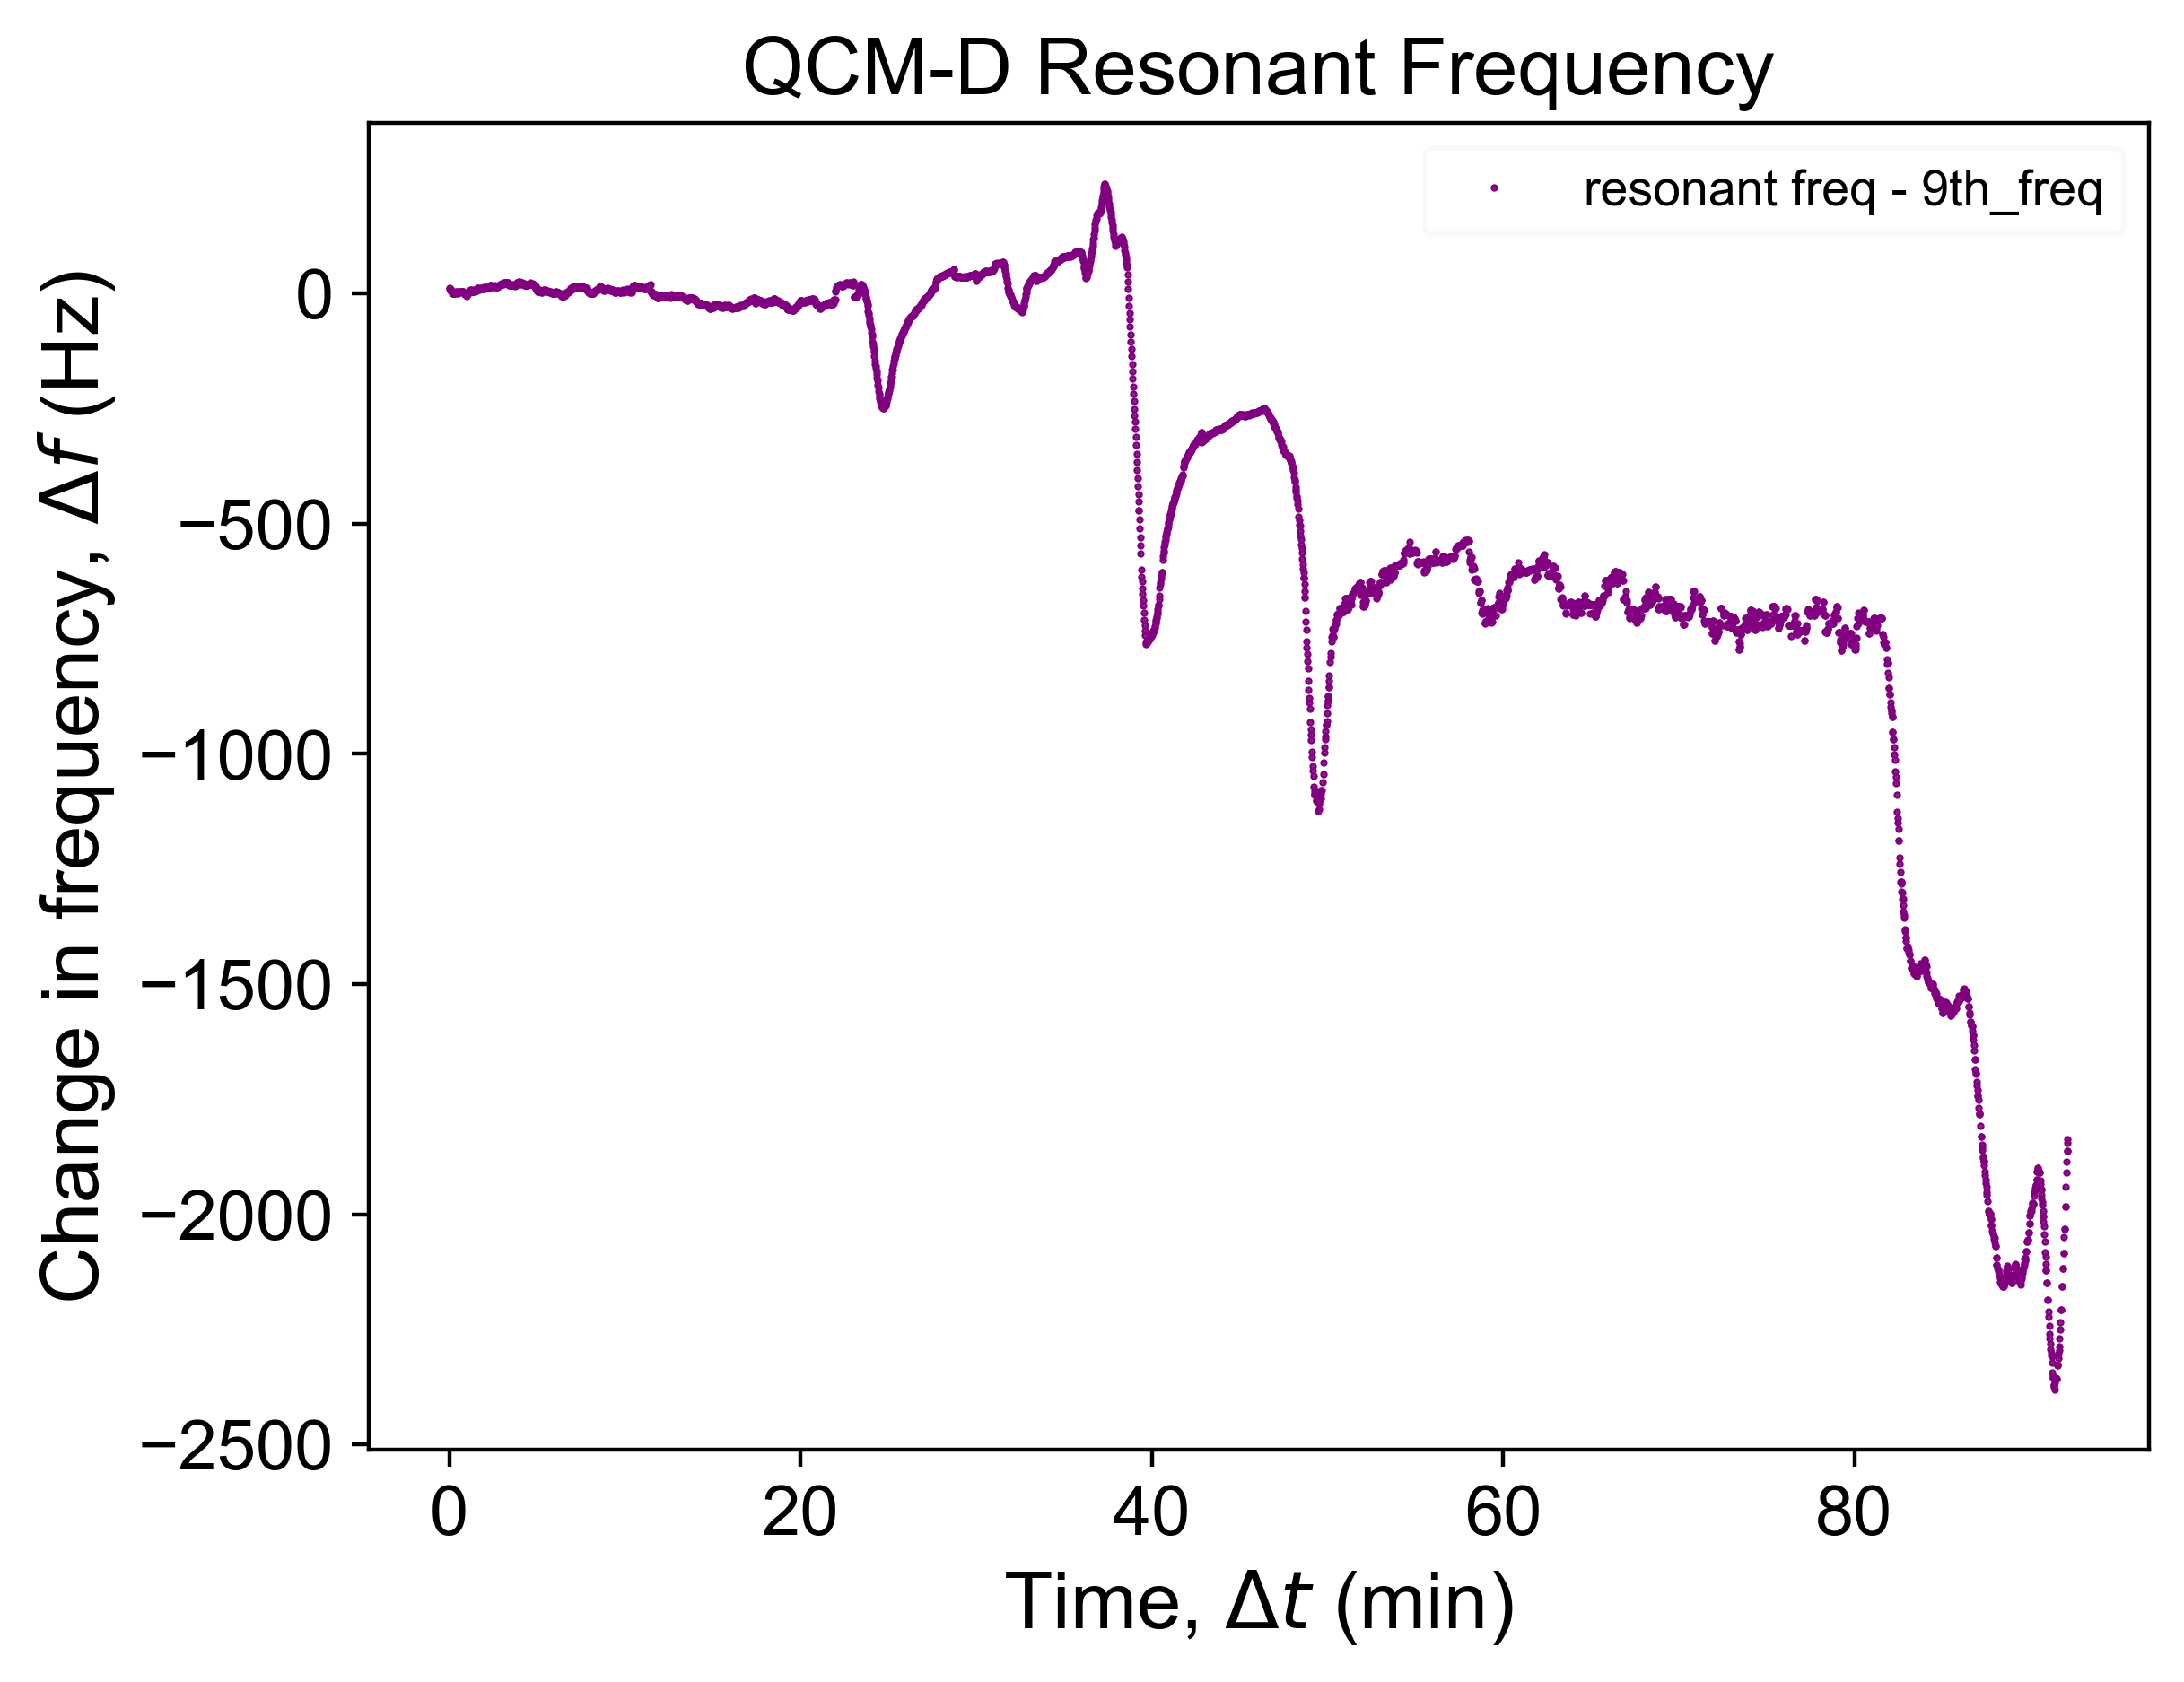 QCM-D Resonant Frequency
resonant freq - 9th_freq
Change in frequency, Δf (Hz)
0
−500
−1000
−1500
−2000
−2500
0 20 40 60 80
Time, Δt (min)